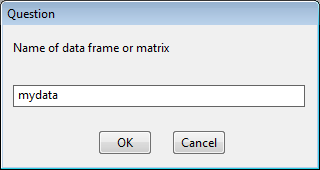 Question
Name of data frame or matrix
mydata
OK
Cancel